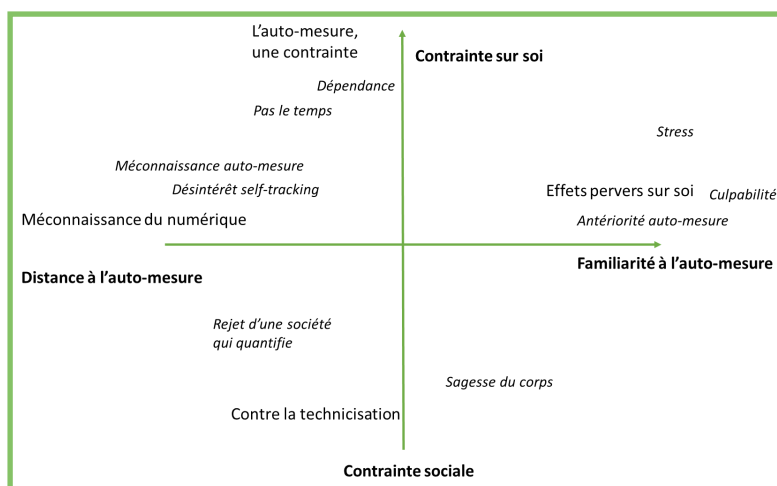 L’auto-mesure,
une contrainte
Contrainte sur soi
Dépendance
Pas le temps
Stress
Méconnaissance auto-mesure
Désintérêt self-tracking
Effets pervers sur soi
Culpabilité
Méconnaissance du numérique
Antériorité auto-mesure
Distance à l’auto-mesure
Familiarité à l’auto-mesure
Rejet d’une société
qui quantifie
Sagesse du corps
Contre la technicisation
Contrainte sociale